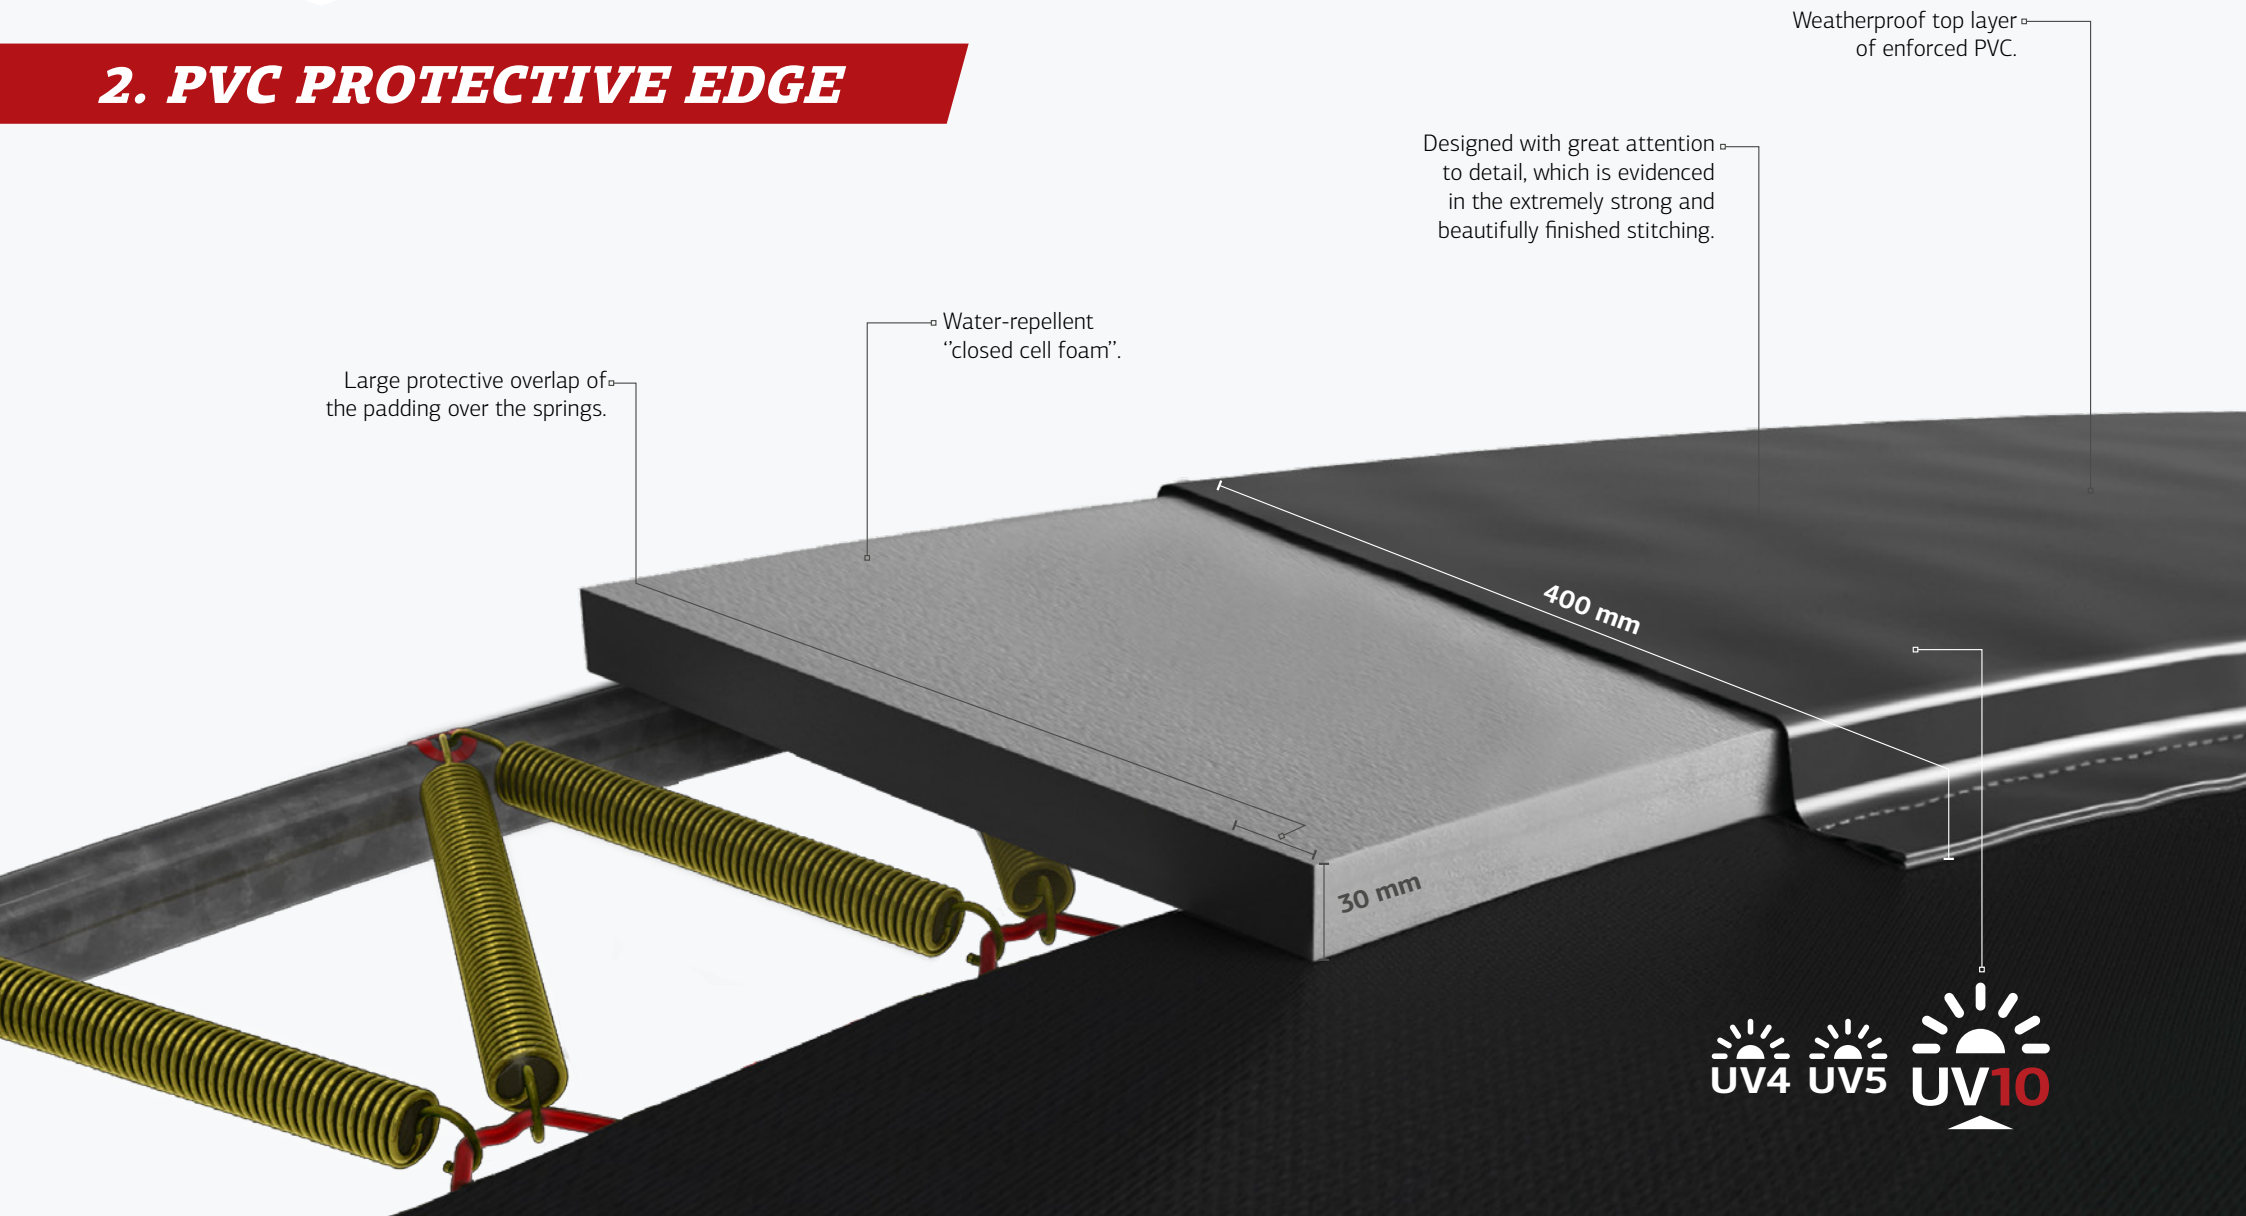 2. PVC PROTECTIVE EDGE
Weatherproof top layer
of enforced PVC.
Designed with great attention
to detail, which is evidenced
in the extremely strong and
beautifully finished stitching.
Water-repellent
‘’closed cell foam’’.
Large protective overlap of
the padding over the springs.
400 mm
30 mm
UV4 UV5 UV10